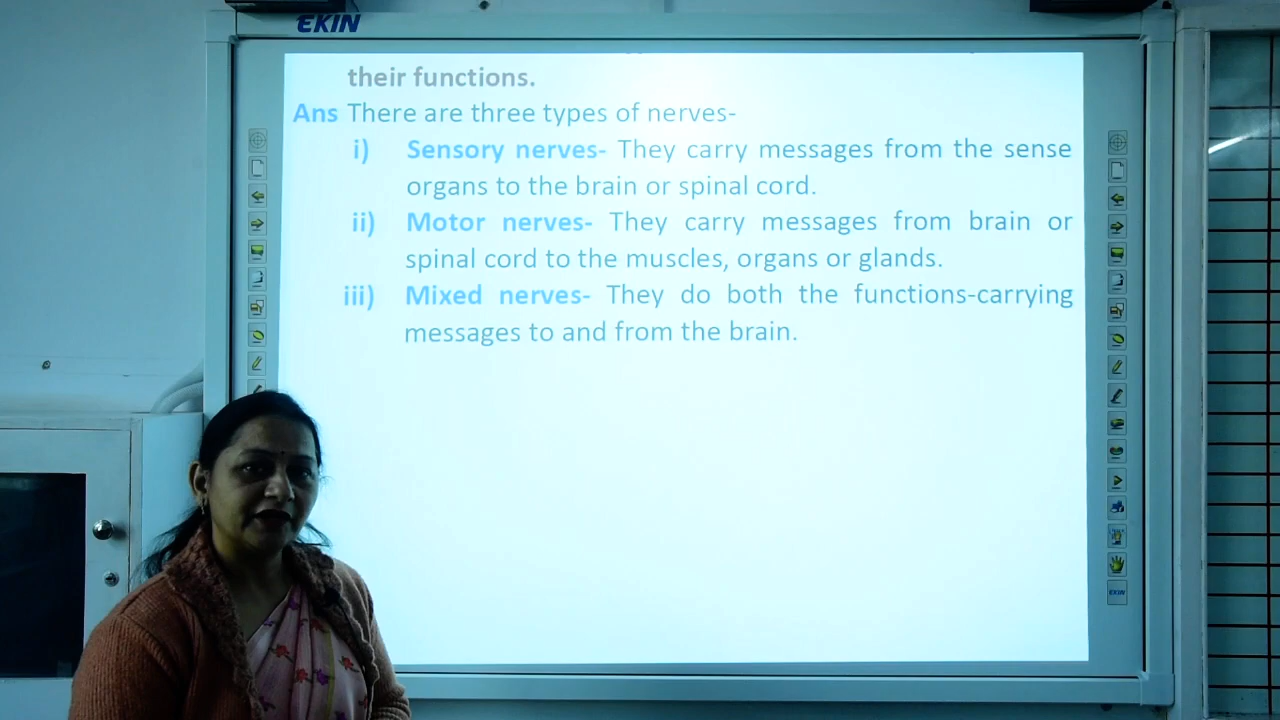 EKIN
their functions.
Ans There are three types of nerves-
i) Sensory nerves- They carry messages from the sense
organs to the brain or spinal cord.
ii) Motor nerves- They carry messages from brain or
spinal cord to the muscles, organs or glands.
iii) Mixed nerves- They do both the functions-carrying
messages to and from the brain.
EKIN